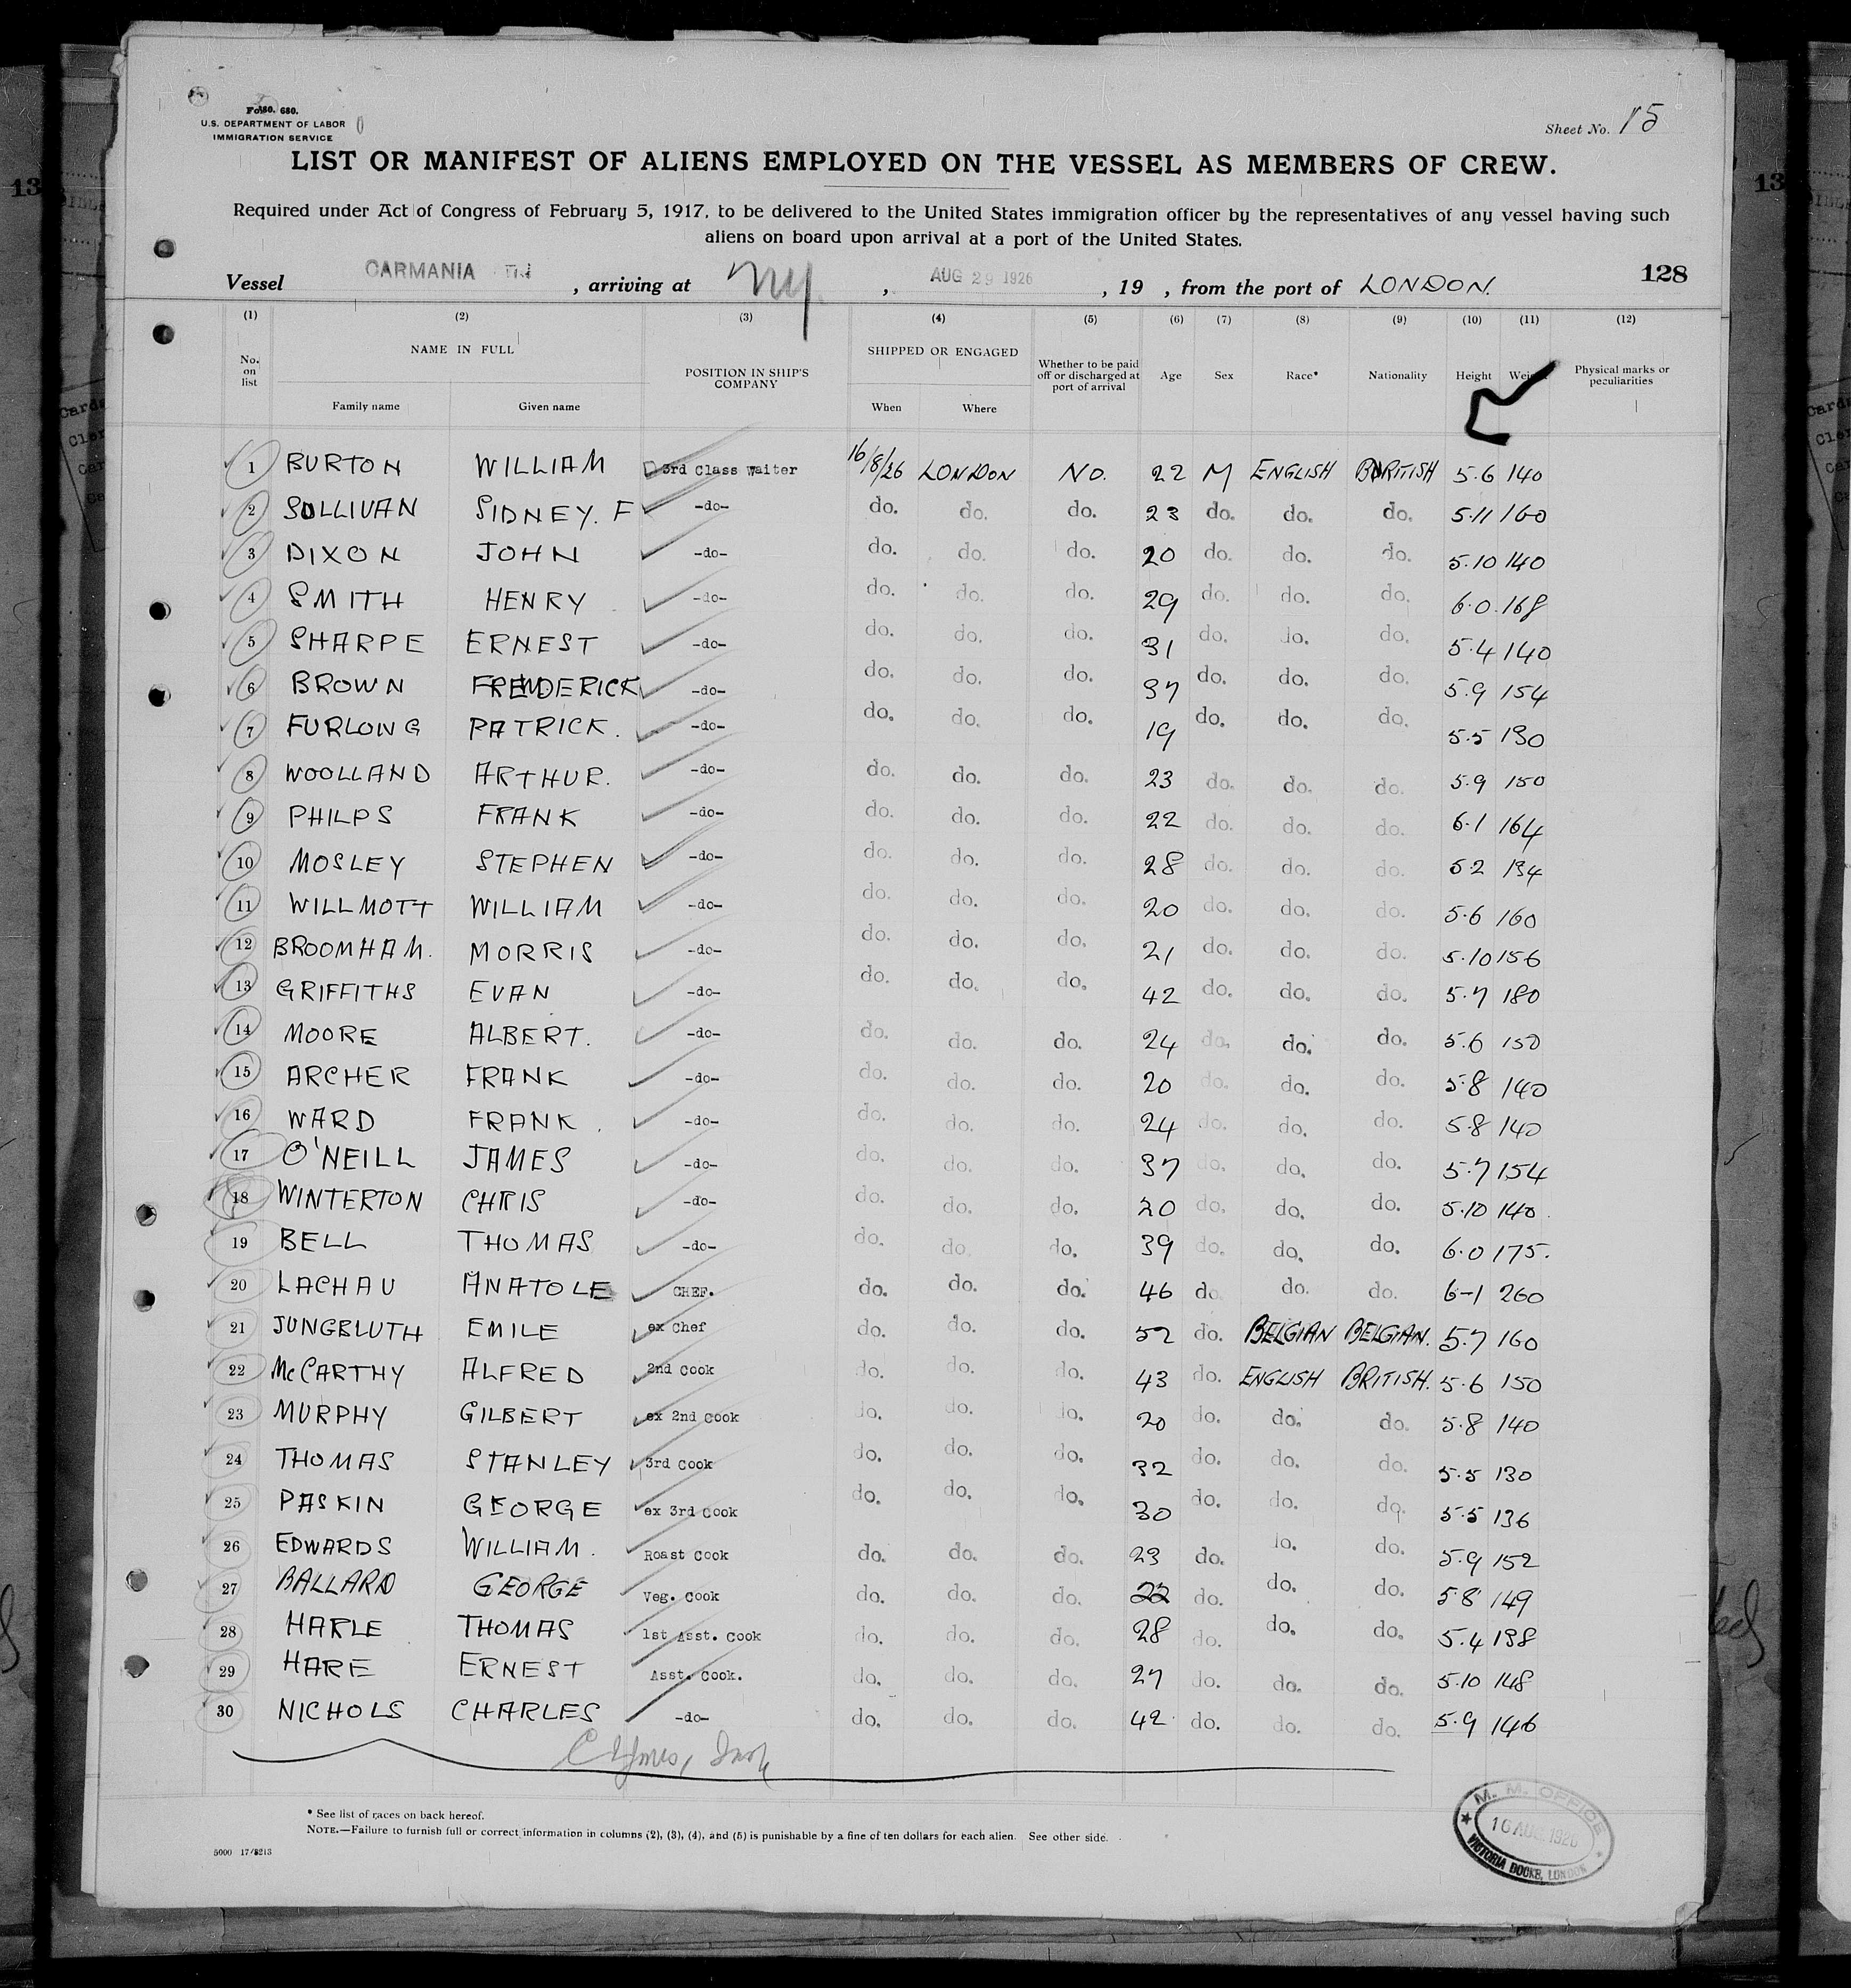 Form 680.
U.S. DEPARTMENT OF LABOR
IMMIGRATION SERVICE
Sheet No. 15
LIST OR MANIFEST OF ALIENS EMPLOYED ON THE VESSEL AS MEMBERS OF CREW.
Required under Act of Congress of February 5, 1917, to be delivered to the United States immigration officer by the representatives of any vessel having such
aliens on board upon arrival at a port of the United States.
Vessel CARMANIA, arriving at NY, AUG 29 1926, 19 , from the port of LONDON. 128
(1) (2) (3) (4) (5) (6) (7) (8) (9) (10) (11) (12)
No. on list NAME IN FULL POSITION IN SHIP'S COMPANY SHIPPED OR ENGAGED Whether to be paid off or discharged at port of arrival Age Sex Race* Nationality Height Weight Physical marks or peculiarities
Family name Given name When Where
1 BURTON WILLIAM 3rd Class Waiter 16/8/26 LONDON NO. 22 M ENGLISH BRITISH 5.6 140
2 SULLIVAN SIDNEY. F -do- do. do. do. 23 do. do. do. 5.11 160
3 DIXON JOHN -do- do. do. do. 20 do. do. do. 5.10 140
4 SMITH HENRY -do- do. do. do. 29 do. do. do. 6.0. 168
5 SHARPE ERNEST -do- do. do. do. 31 do. do. do. 5.4 140
6 BROWN FREDERICK -do- do. do. do. 37 do. do. do. 5.9 154
7 FURLONG PATRICK. -do- do. do. do. 19 do. do. do. 5.5 130
8 WOOLLAND ARTHUR. -do- do. do. do. 23 do. do. do. 5.9 150
9 PHILPS FRANK -do- do. do. do. 22 do. do. do. 6.1 164
10 MOSLEY STEPHEN -do- do. do. do. 28 do. do. do. 5.2 134
11 WILLMOTT WILLIAM -do- do. do. do. 20 do. do. do. 5.6 160
12 BROOMHAM. MORRIS -do- do. do. do. 21 do. do. do. 5.10 156
13 GRIFFITHS EVAN -do- do. do. do. 42 do. do. do. 5.7 180
14 MOORE ALBERT. -do- do. do. do. 24 do. do. do. 5.6 150
15 ARCHER FRANK -do- do. do. do. 20 do. do. do. 5.8 140
16 WARD FRANK. -do- do. do. do. 24 do. do. do. 5.8 140
17 O'NEILL JAMES -do- do. do. do. 37 do. do. do. 5.7 154
18 WINTERTON CHRIS -do- do. do. do. 20 do. do. do. 5.10 140.
19 BELL THOMAS -do- do. do. do. 39 do. do. do. 6.0 175.
20 LACHAU ANATOLE CHEF. do. do. do. 46 do. do. do. 6-1 260
21 JUNGBLUTH EMILE ex Chef do. do. do. 52 do. BELGIAN BELGIAN. 5.7 160
22 McCARTHY ALFRED 2nd Cook do. do. do. 43 do. ENGLISH BRITISH. 5.6 150
23 MURPHY GILBERT ex 2nd Cook do. do. do. 20 do. do. do. 5.8 140
24 THOMAS STANLEY 3rd Cook do. do. do. 32 do. do. do. 5.5 130
25 PASKIN GEORGE ex 3rd Cook do. do. do. 30 do. do. do. 5.5 136
26 EDWARDS WILLIAM. Roast Cook do. do. do. 23 do. do. do. 5.9 152
27 BALLARD GEORGE Veg. Cook do. do. do. 22 do. do. do. 5.8 149
28 HARLE THOMAS 1st Asst. Cook do. do. do. 28 do. do. do. 5.4 138
29 HARE ERNEST Asst. Cook. do. do. do. 27 do. do. do. 5.10 148
30 NICHOLS CHARLES -do- do. do. do. 42 do. do. do. 5.9 146
* See list of races on back hereof.
NOTE.—Failure to furnish full or correct information in columns (2), (3), (4), and (5) is punishable by a fine of ten dollars for each alien. See other side.
5000 17/8213
M. M. OFFICE
16 AUG 1926
VICTORIA DOCKS, LONDON